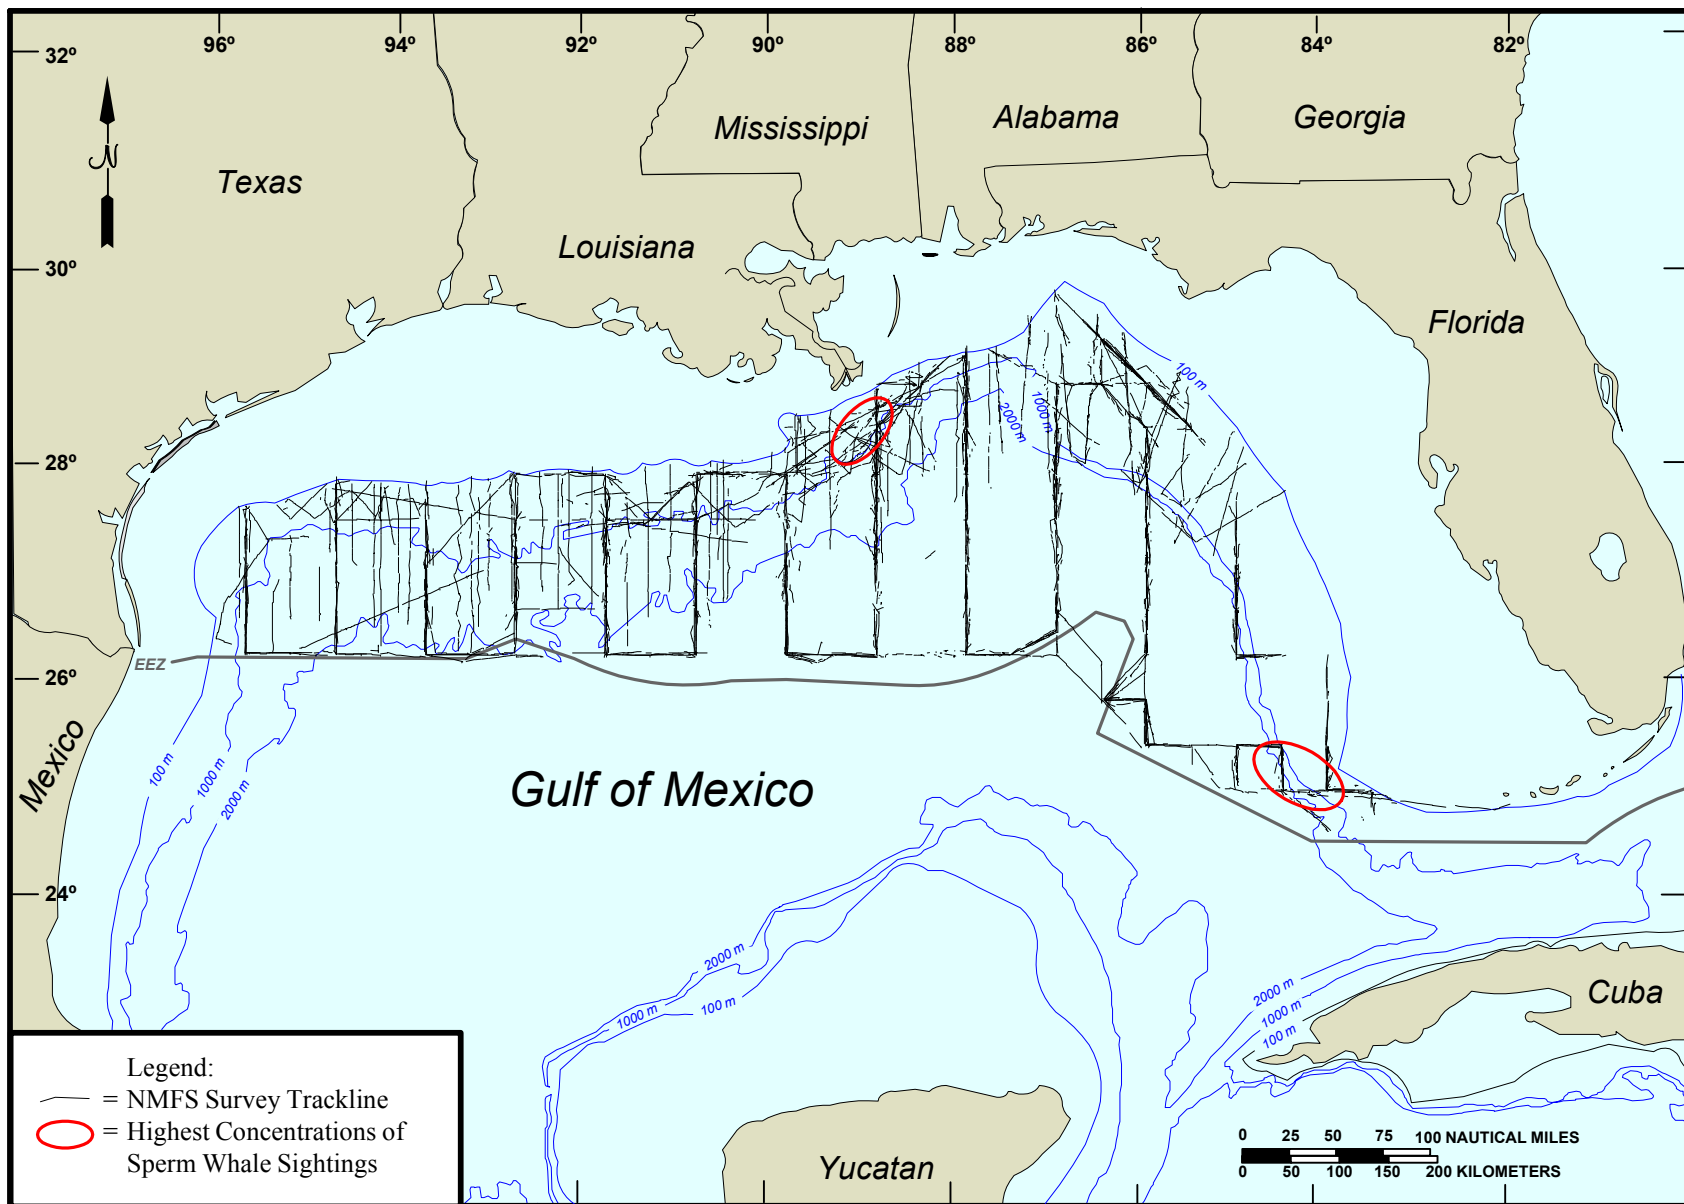 96º 94º 92º 90º 88º 86º 84º 82º
32º
N
Mississippi
Alabama
Georgia
Texas
Louisiana
30º
Florida
100 m
1000 m
2000 m
28º
EEZ
26º
Mexico
100 m
1000 m
2000 m
Gulf of Mexico
24º
2000 m
1000 m
100 m
2000 m
1000 m
100 m
Cuba
Yucatan
Legend:
= NMFS Survey Trackline
= Highest Concentrations of
Sperm Whale Sightings
0 25 50 75 100 NAUTICAL MILES
0 50 100 150 200 KILOMETERS